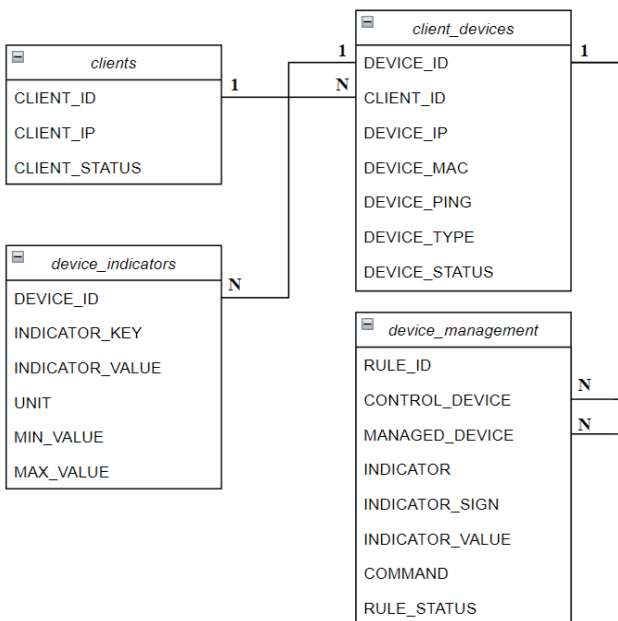 clients
CLIENT_ID
CLIENT_IP
CLIENT_STATUS
1
N
1
client_devices
DEVICE_ID
CLIENT_ID
DEVICE_IP
DEVICE_MAC
DEVICE_PING
DEVICE_TYPE
DEVICE_STATUS
1
device_indicators
DEVICE_ID
INDICATOR_KEY
INDICATOR_VALUE
UNIT
MIN_VALUE
MAX_VALUE
N
device_management
RULE_ID
CONTROL_DEVICE
MANAGED_DEVICE
INDICATOR
INDICATOR_SIGN
INDICATOR_VALUE
COMMAND
RULE_STATUS
N
N